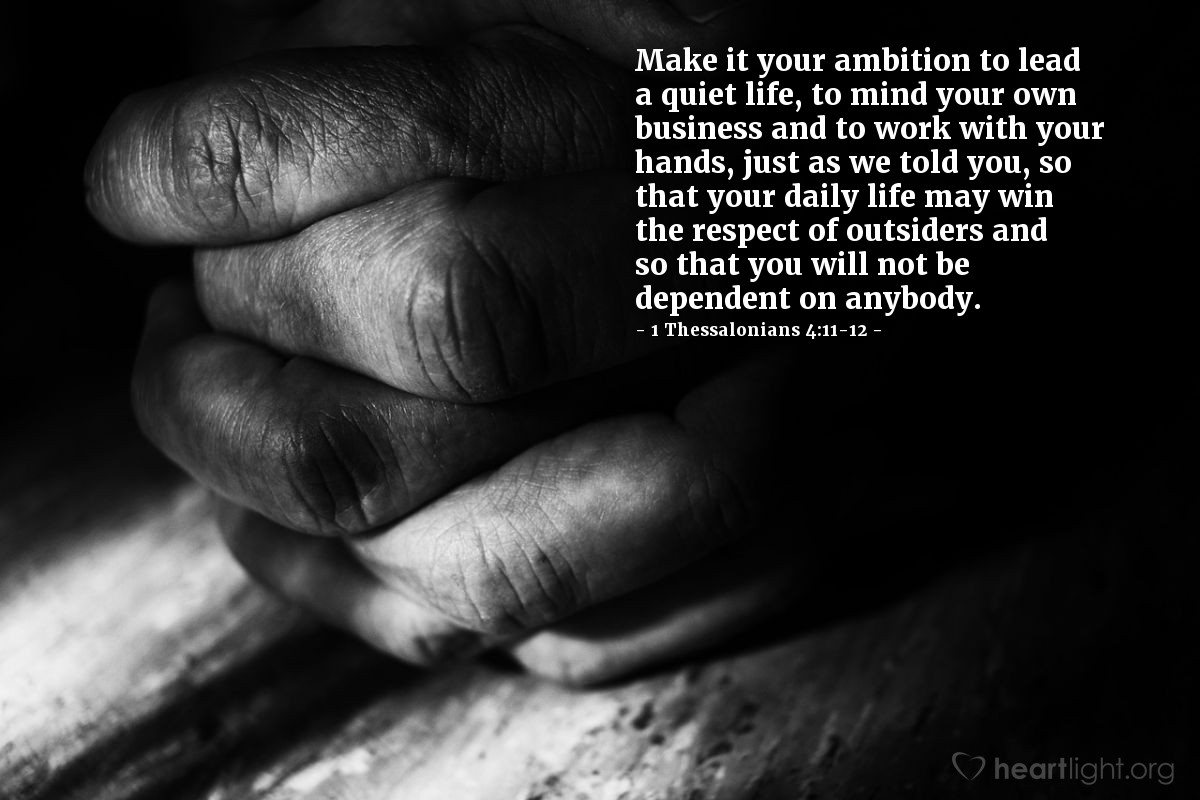 Make it your ambition to lead
a quiet life, to mind your own
business and to work with your
hands, just as we told you, so
that your daily life may win
the respect of outsiders and
so that you will not be
dependent on anybody.
- 1 Thessalonians 4:11-12 -
heartlight.org